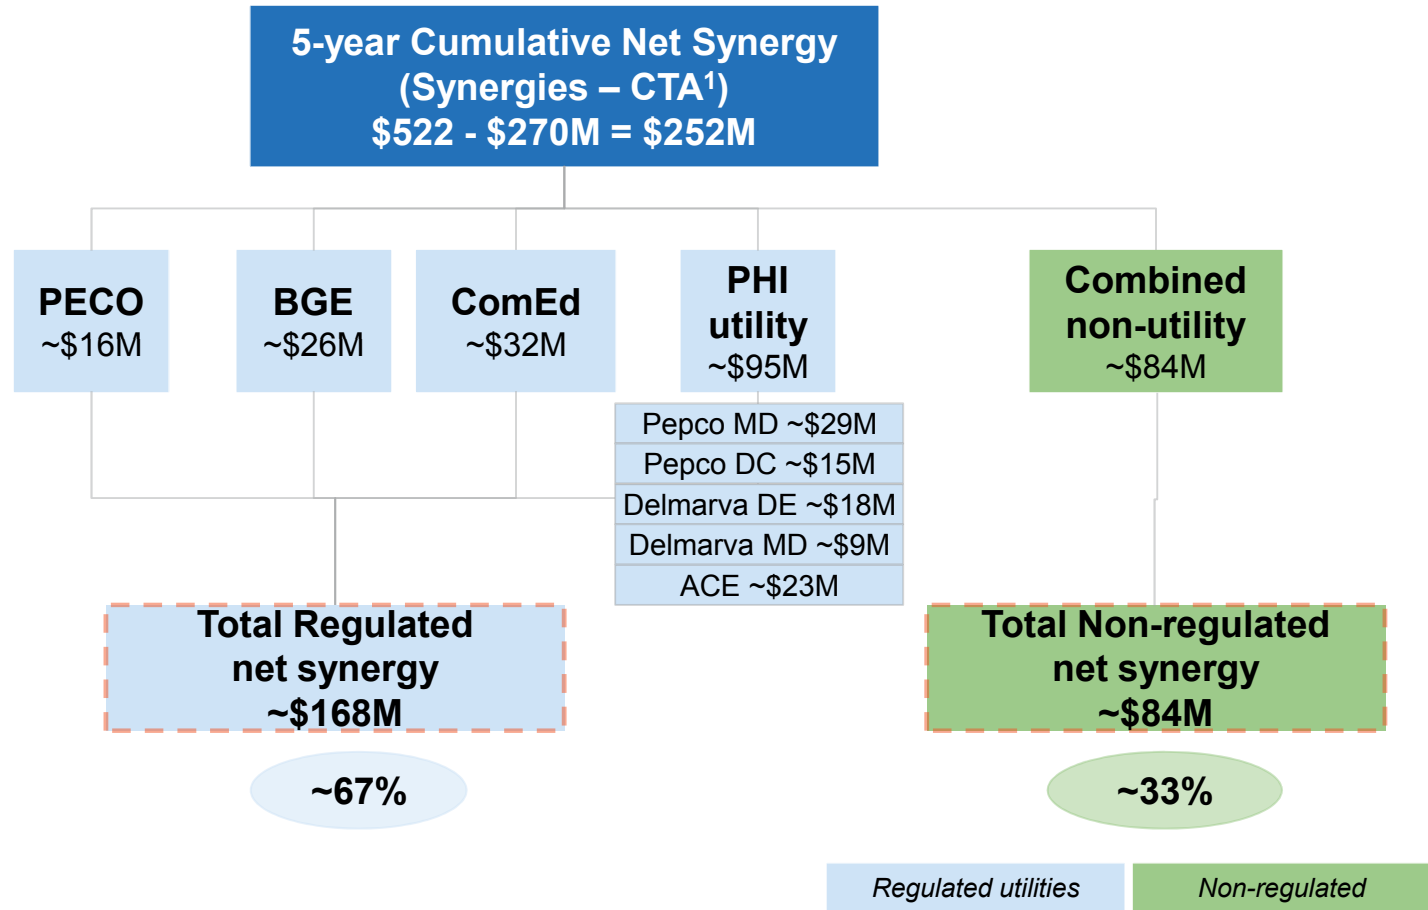 5-year Cumulative Net Synergy
(Synergies – CTA¹)
$522 - $270M = $252M
PECO
~$16M
BGE
~$26M
ComEd
~$32M
PHI
utility
~$95M
Combined
non-utility
~$84M
Pepco MD ~$29M
Pepco DC ~$15M
Delmarva DE ~$18M
Delmarva MD ~$9M
ACE ~$23M
Total Regulated
net synergy
~$168M
Total Non-regulated
net synergy
~$84M
~67%
~33%
Regulated utilities
Non-regulated